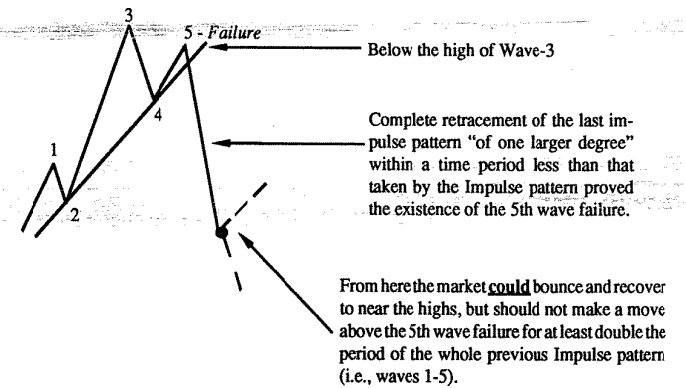 3
5 - Failure
Below the high of Wave-3
4
1
2
Complete retracement of the last im-
pulse pattern “of one larger degree”
within a time period less than that
taken by the Impulse pattern proved
the existence of the 5th wave failure.
From here the market could bounce and recover
to near the highs, but should not make a move
above the 5th wave failure for at least double the
period of the whole previous Impulse pattern
(i.e., waves 1-5).